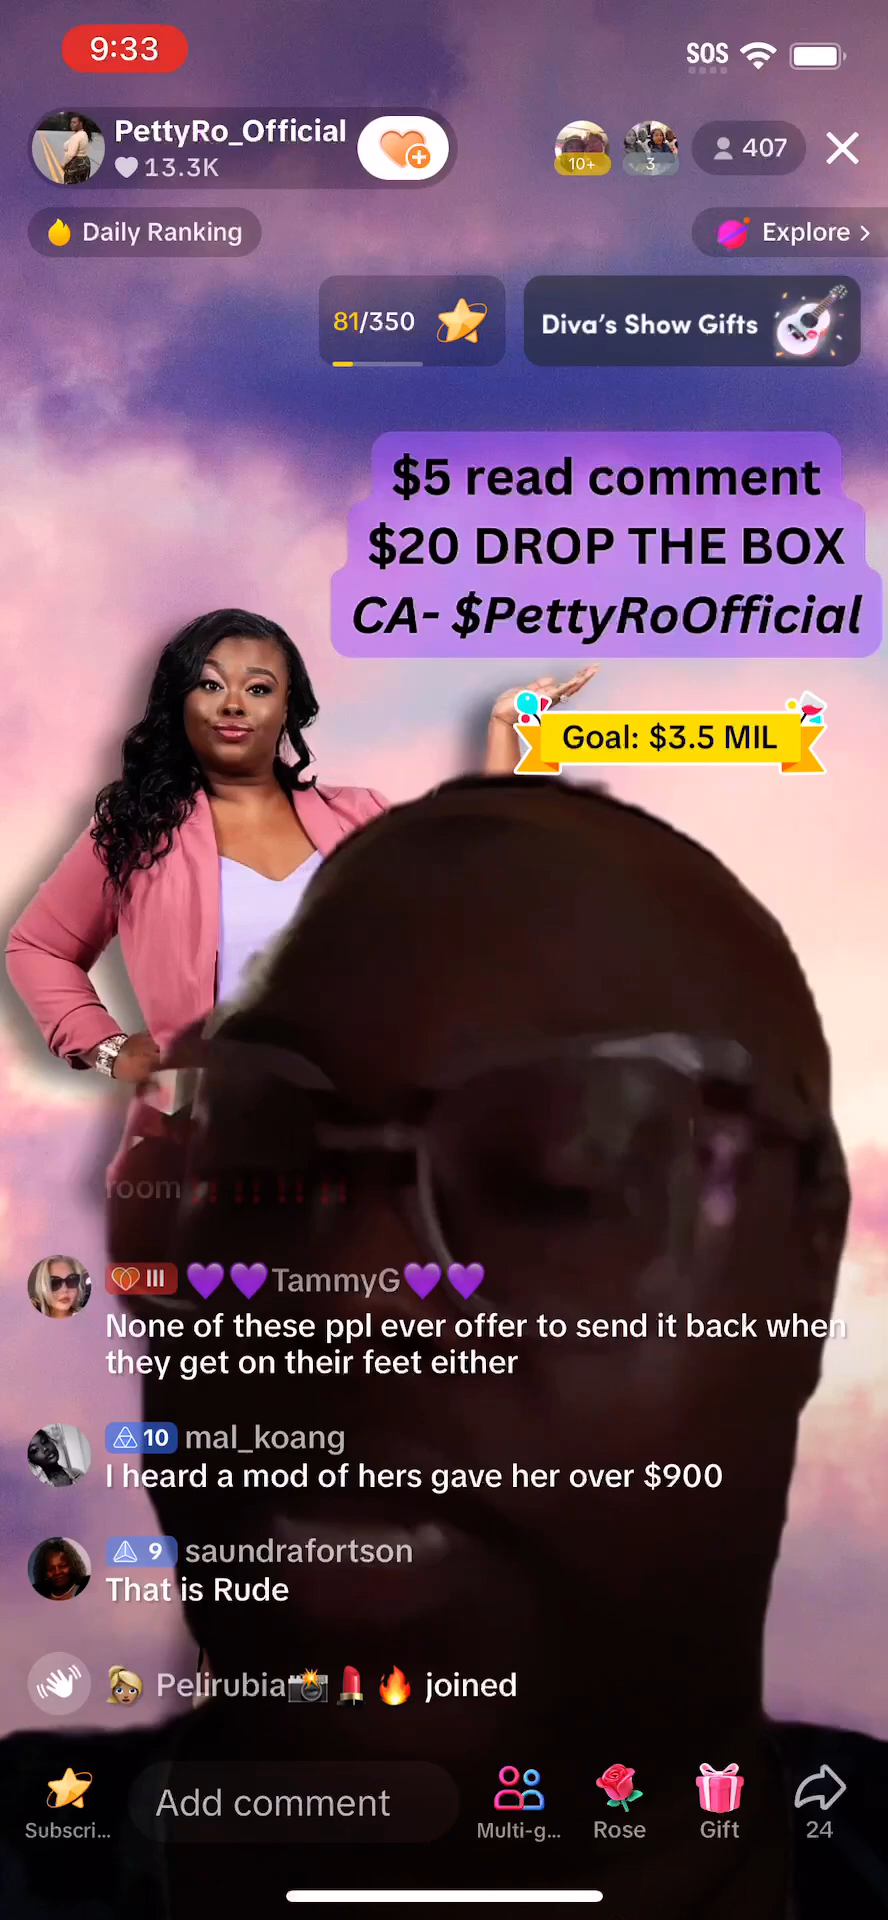 9:33
SOS
PettyRo_Official
13.3K
10+
3
407
Daily Ranking
Explore >
81/350
Diva's Show Gifts
$5 read comment
$20 DROP THE BOX
CA- $PettyRoOfficial
Goal: $3.5 MIL
room !! !! !! !!
III 💜💜TammyG💜💜
None of these ppl ever offer to send it back when
they get on their feet either
10 mal_koang
I heard a mod of hers gave her over $900
9 saundrafortson
That is Rude
👱‍♀️ Pelirubia📸💄🔥 joined
Add comment
Subscri...
Multi-g...
Rose
Gift
24